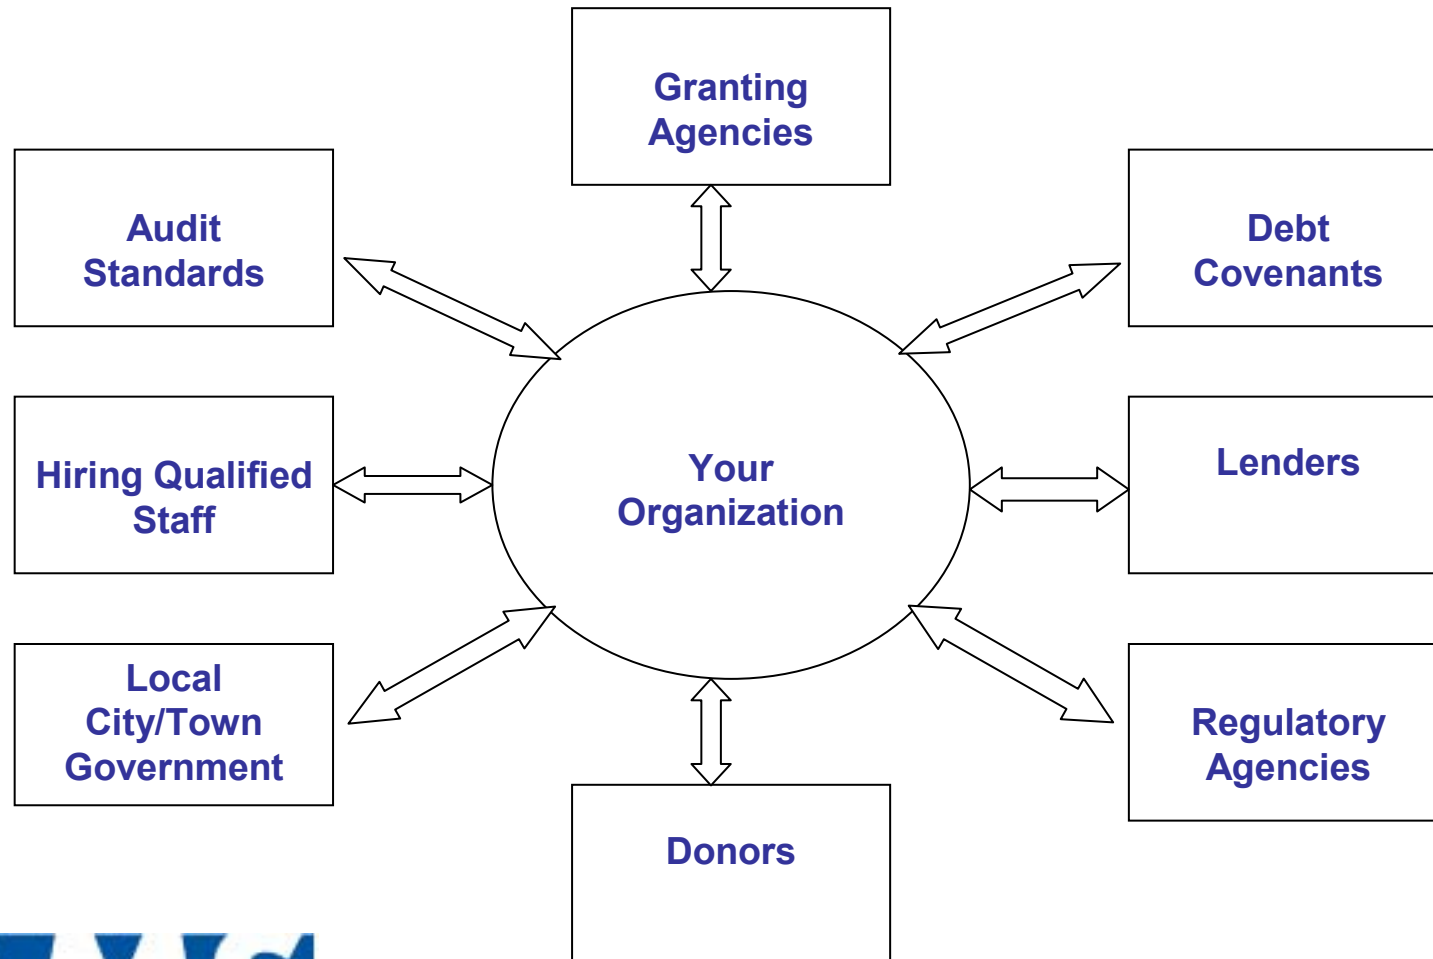 Granting
Agencies
Audit
Standards
Debt
Covenants
Hiring Qualified
Staff
Your
Organization
Lenders
Local
City/Town
Government
Regulatory
Agencies
Donors